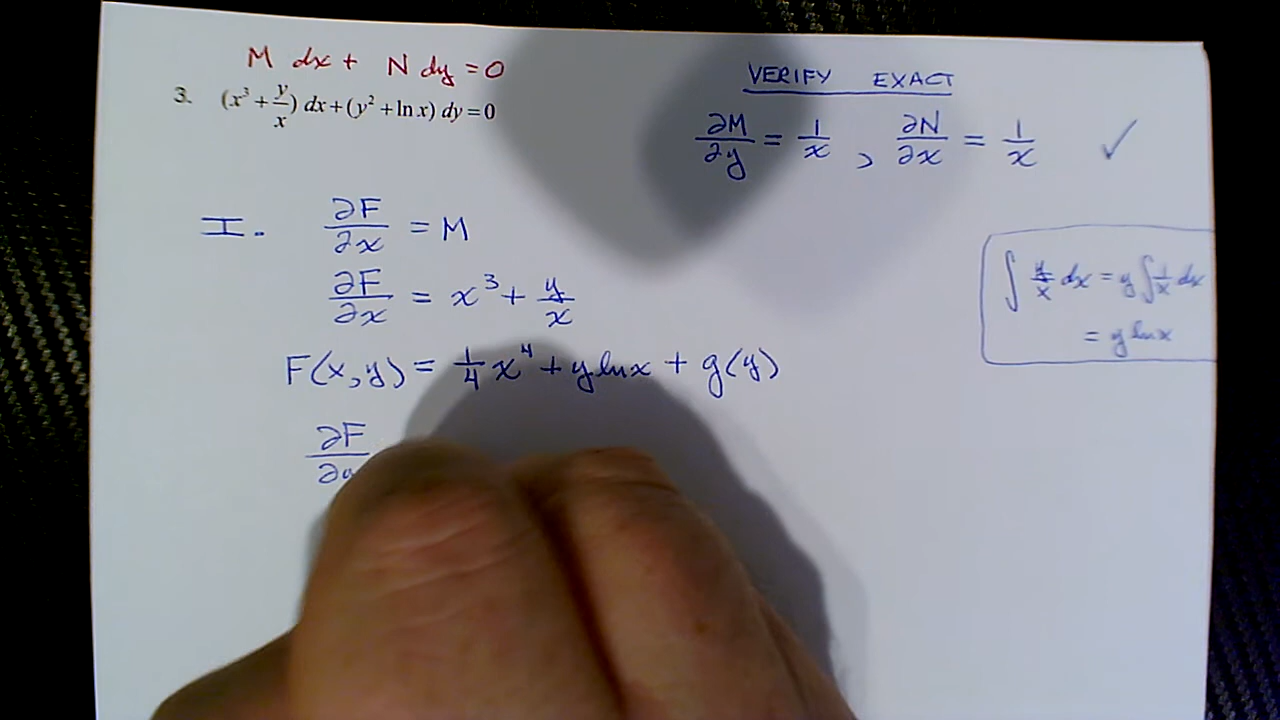 M dx + N dy = 0
3. (x³ + y/x) dx + (y² + ln x) dy = 0
VERIFY EXACT
∂M/∂y = 1/x , ∂N/∂x = 1/x ✓
I. ∂F/∂x = M
∂F/∂x = x³ + y/x
∫ y/x dx = y ∫ 1/x dx
= y ln x
F(x,y) = 1/4 x⁴ + y ln x + g(y)
∂F/∂y